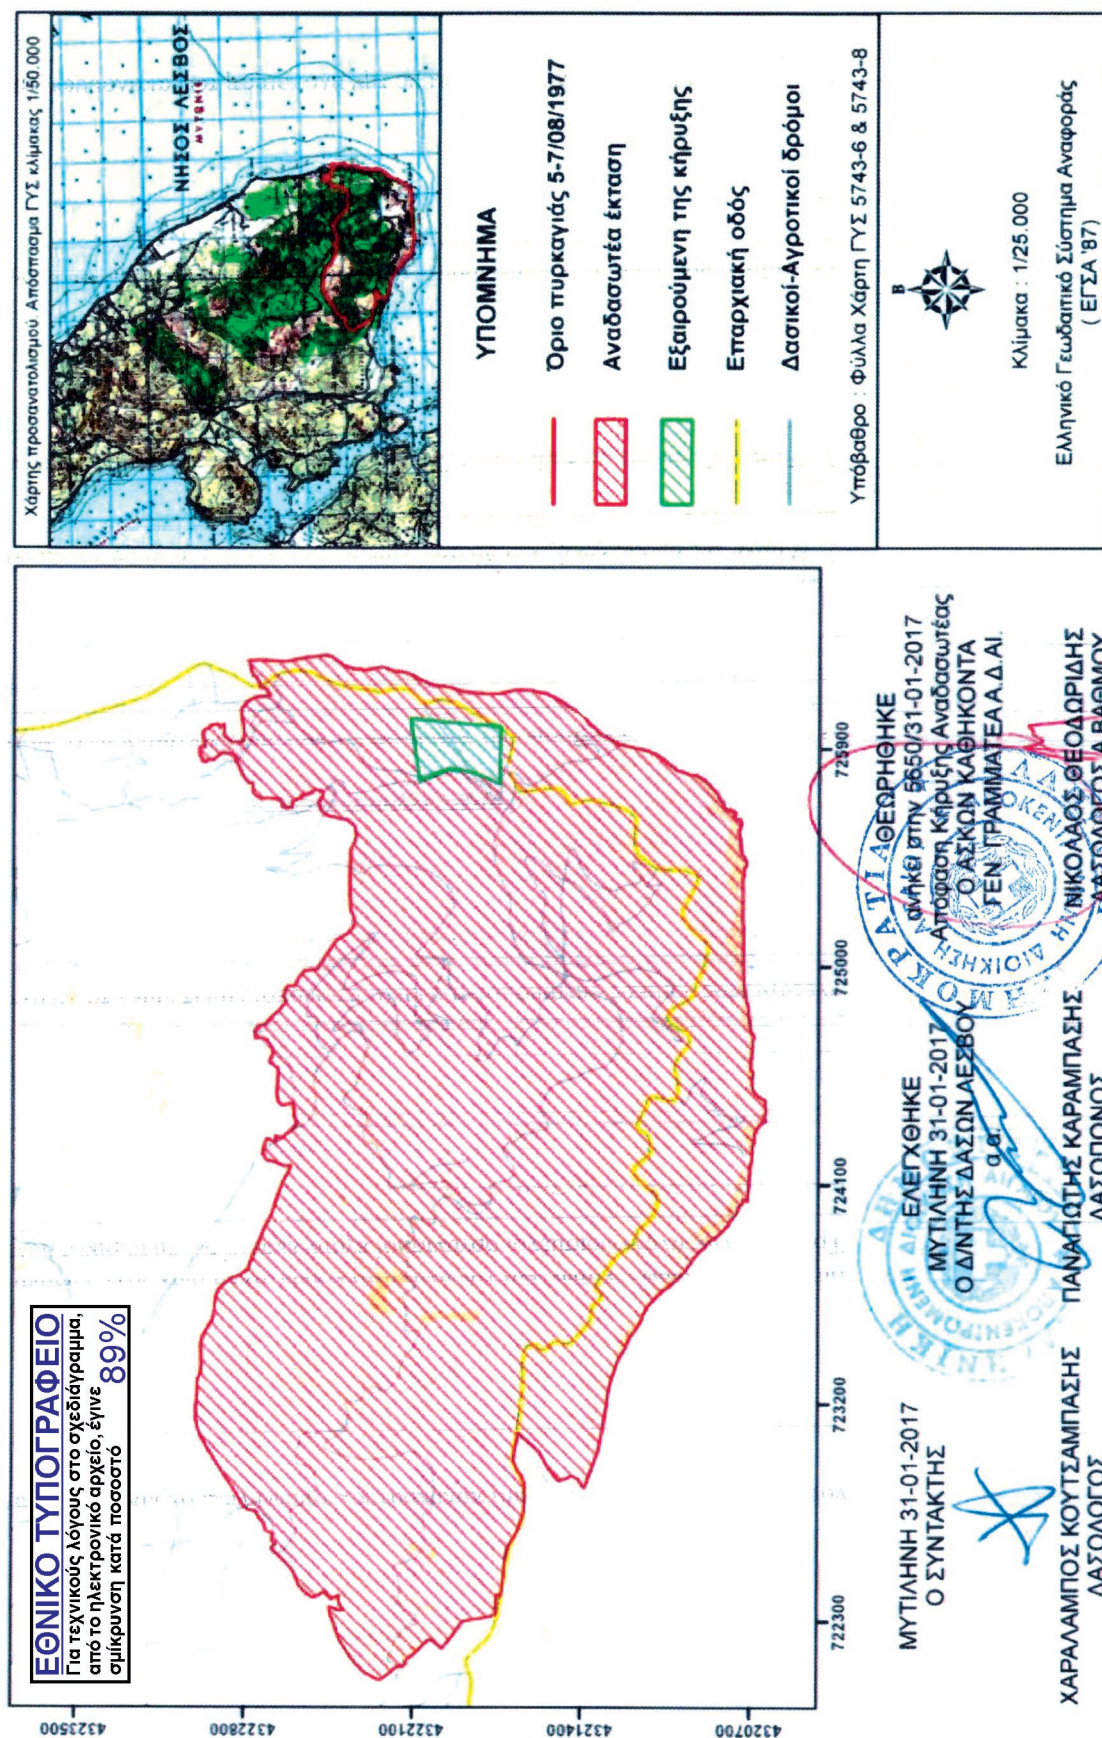 ΕΘΝΙΚΟ ΤΥΠΟΓΡΑΦΕΙΟ
Για τεχνικούς λόγους στο σχεδιάγραμμα,
από το ηλεκτρονικό αρχείο, έγινε
σμίκρυνση κατά ποσοστό 89%
4323500
4322800
4322100
4321400
4320700
722300
723200
724100
725000
725900
Χάρτης προσανατολισμού Απόσπασμα ΓΥΣ κλίμακας 1/50.000
ΝΗΣΟΣ ΛΕΣΒΟΣ
ΥΠΟΜΝΗΜΑ
Όριο πυρκαγιάς 5-7/08/1977
Αναδασωτέα έκταση
Εξαιρούμενη της κήρυξης
Επαρχιακή οδός
Δασικοί-Αγροτικοί δρόμοι
Υπόβαθρο : Φύλλα Χάρτη ΓΥΣ 5743-6 & 5743-8
Β
Κλίμακα : 1/25.000
Ελληνικό Γεωδαιτικό Σύστημα Αναφοράς
( ΕΓΣΑ '87)
ΜΥΤΙΛΗΝΗ 31-01-2017
Ο ΣΥΝΤΑΚΤΗΣ
ΧΑΡΑΛΑΜΠΟΣ ΚΟΥΤΣΑΜΠΑΣΗΣ
ΔΑΣΟΛΟΓΟΣ
ΕΛΕΓΧΘΗΚΕ
ΜΥΤΙΛΗΝΗ 31-01-2017
Ο Δ/ΝΤΗΣ ΔΑΣΩΝ ΛΕΣΒΟΥ
α.α.
ΠΑΝΑΓΙΩΤΗΣ ΚΑΡΑΜΠΑΣΗΣ
ΔΑΣΟΠΟΝΟΣ
ΘΕΩΡΗΘΗΚΕ
ανήκει στην 5650/31-01-2017
Απόφαση Κήρυξης Αναδασωτέας
Ο ΑΣΚΩΝ ΚΑΘΗΚΟΝΤΑ
ΓΕΝ. ΓΡΑΜΜΑΤΕΑ Α.Δ.ΑΙ.
ΝΙΚΟΛΑΟΣ ΘΕΟΔΩΡΙΔΗΣ